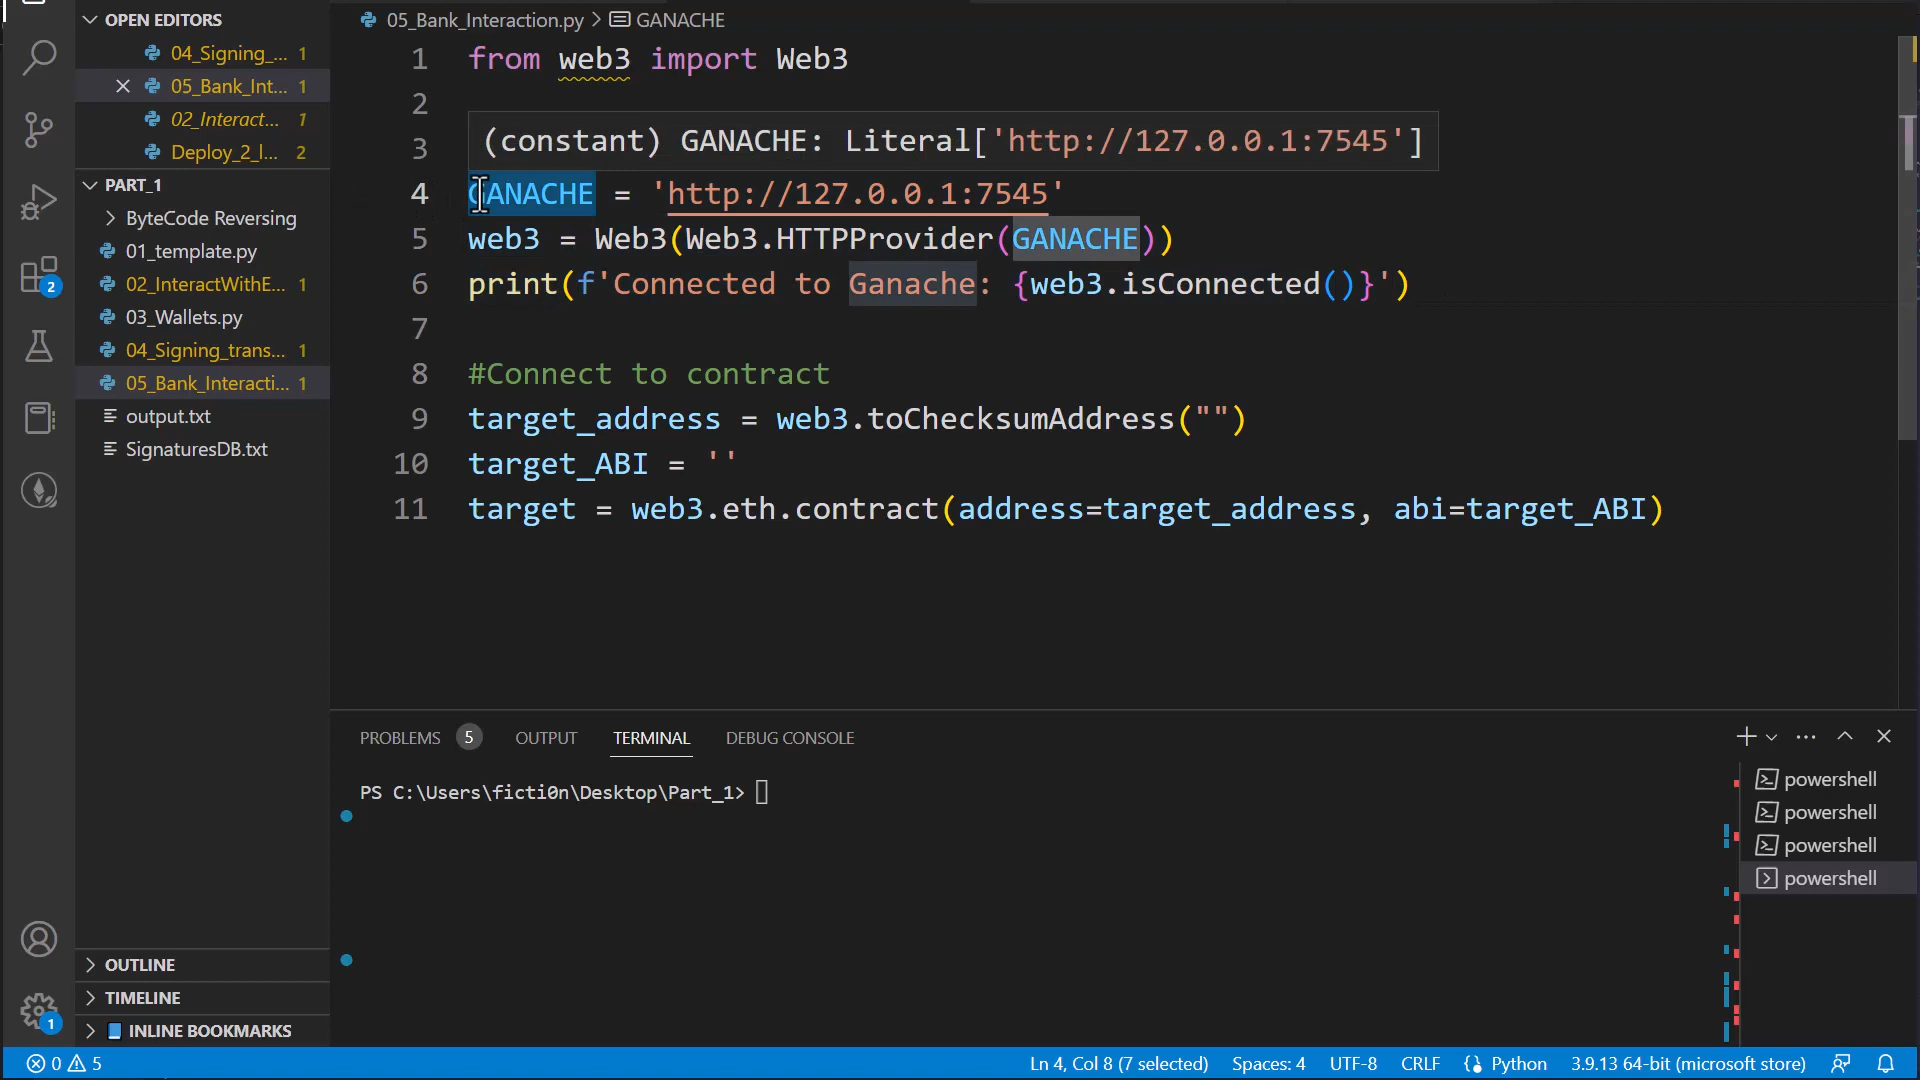 OPEN EDITORS
04_Signing_... 1
05_Bank_Int... 1
02_Interact... 1
Deploy_2_l... 2
PART_1
ByteCode Reversing
01_template.py
02_InteractWithE... 1
03_Wallets.py
04_Signing_trans... 1
05_Bank_Interacti... 1
output.txt
SignaturesDB.txt
OUTLINE
TIMELINE
INLINE BOOKMARKS
2
1
05_Bank_Interaction.py > GANACHE
1 from web3 import Web3
2
(constant) GANACHE: Literal['http://127.0.0.1:7545']
3
4 GANACHE = 'http://127.0.0.1:7545'
5 web3 = Web3(Web3.HTTPProvider(GANACHE))
6 print(f'Connected to Ganache: {web3.isConnected()}')
7
8 #Connect to contract
9 target_address = web3.toChecksumAddress("")
10 target_ABI = ''
11 target = web3.eth.contract(address=target_address, abi=target_ABI)
PROBLEMS 5 OUTPUT TERMINAL DEBUG CONSOLE
PS C:\Users\ficti0n\Desktop\Part_1>
powershell
powershell
powershell
powershell
0 5 Ln 4, Col 8 (7 selected) Spaces: 4 UTF-8 CRLF Python 3.9.13 64-bit (microsoft store)